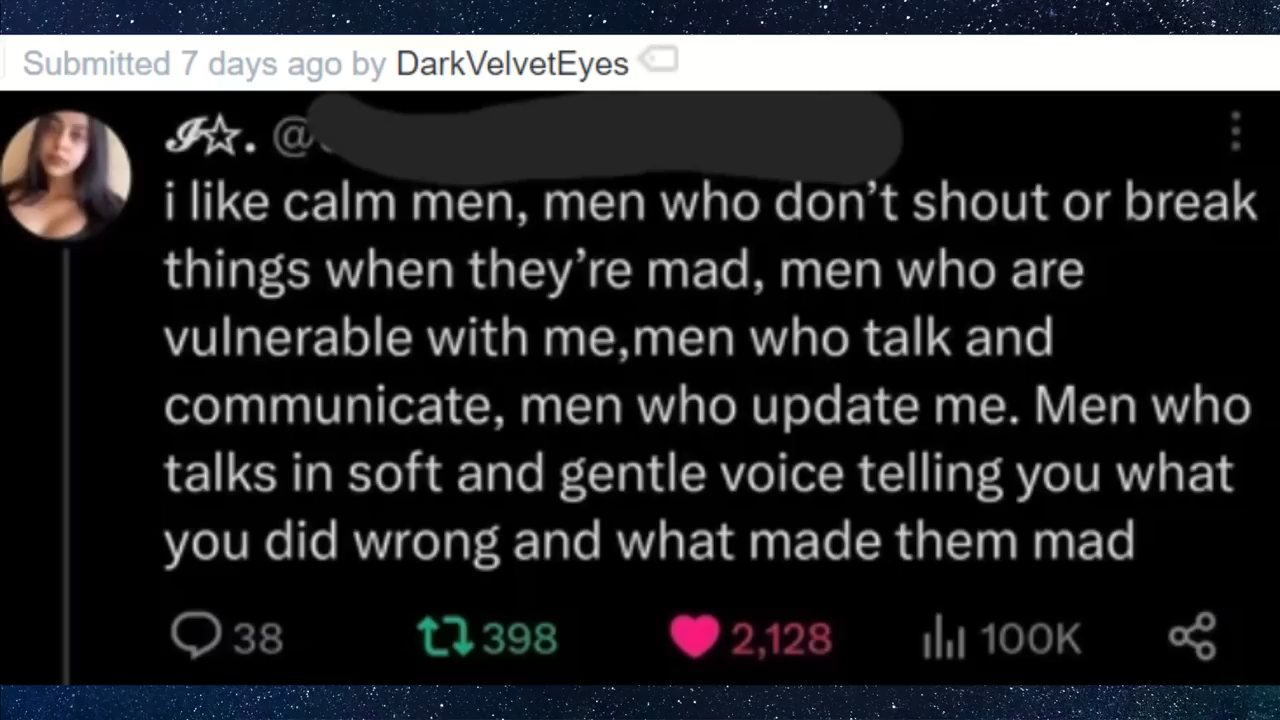 Submitted 7 days ago by DarkVelvetEyes
𝒥☆. @
i like calm men, men who don’t shout or break
things when they’re mad, men who are
vulnerable with me,men who talk and
communicate, men who update me. Men who
talks in soft and gentle voice telling you what
you did wrong and what made them mad
38 398 2,128 100K